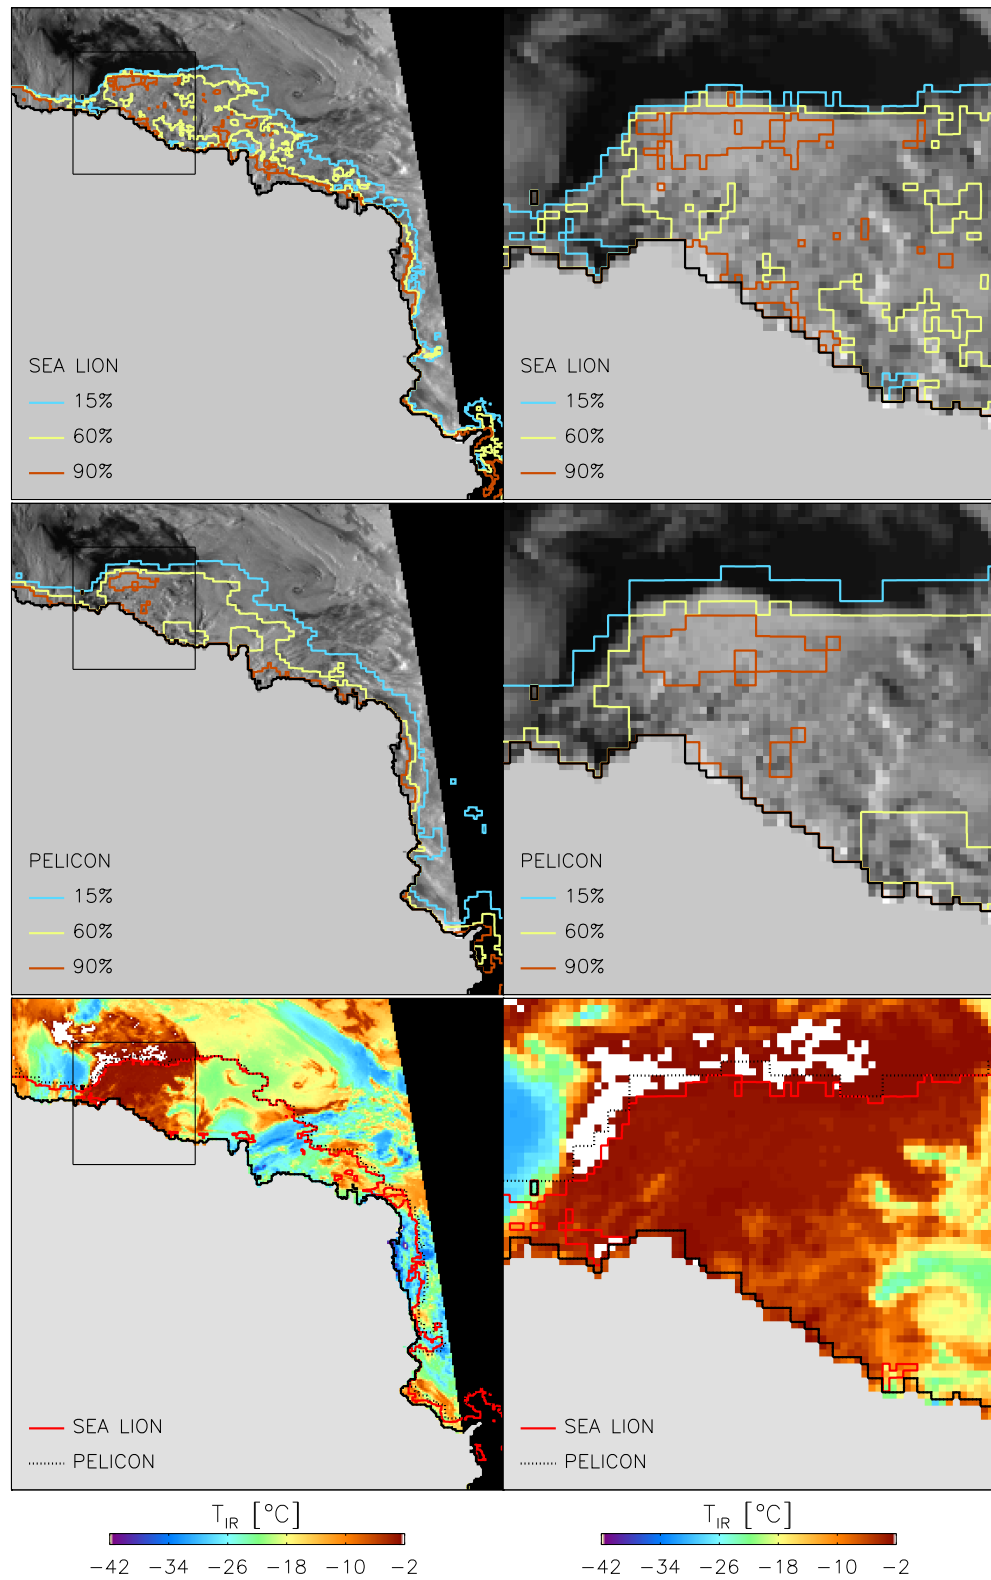 SEA LION
15%
60%
90%
SEA LION
15%
60%
90%
PELICON
15%
60%
90%
PELICON
15%
60%
90%
SEA LION
PELICON
SEA LION
PELICON
T_IR [°C]
−42 −34 −26 −18 −10 −2
T_IR [°C]
−42 −34 −26 −18 −10 −2